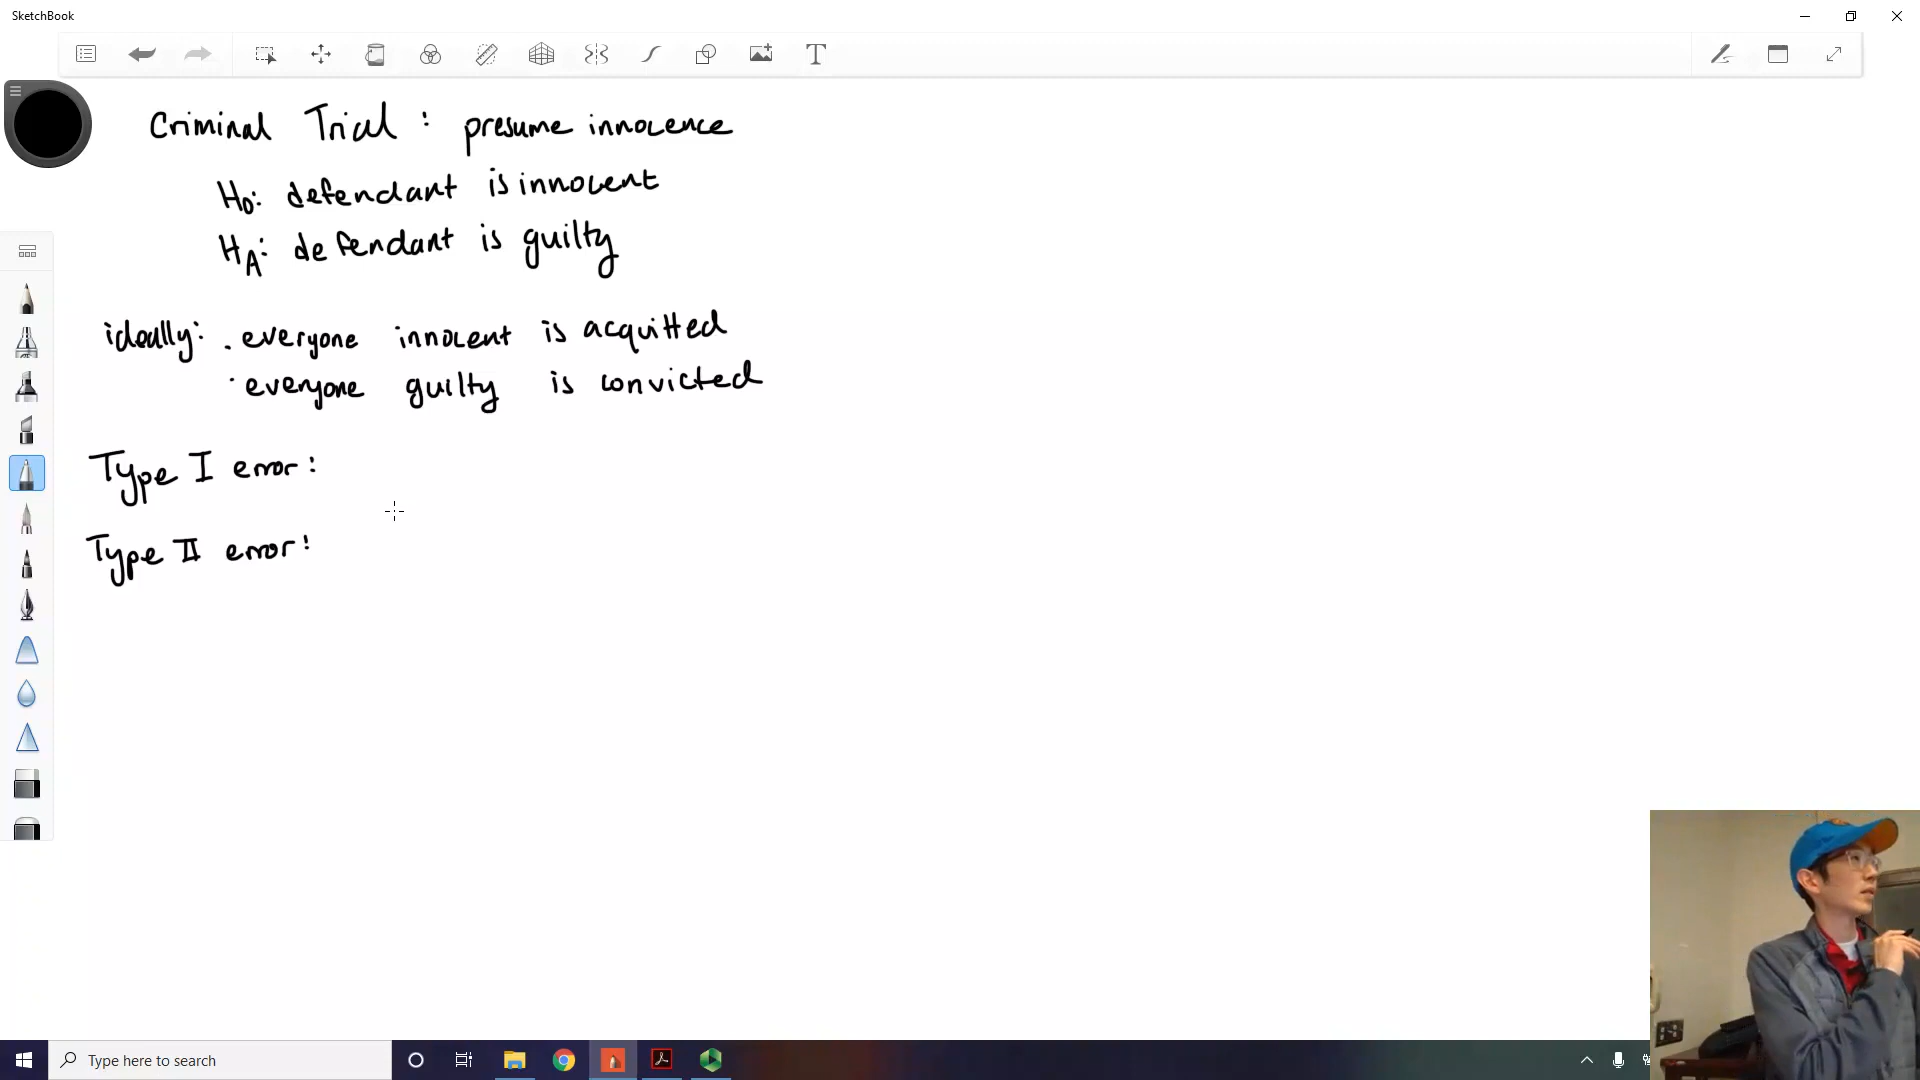 SketchBook
T
Criminal Trial : presume innocence
H0: defendant is innocent
HA: defendant is guilty
ideally: . everyone innocent is acquitted
· everyone guilty is convicted
Type I error:
Type II error:
Type here to search